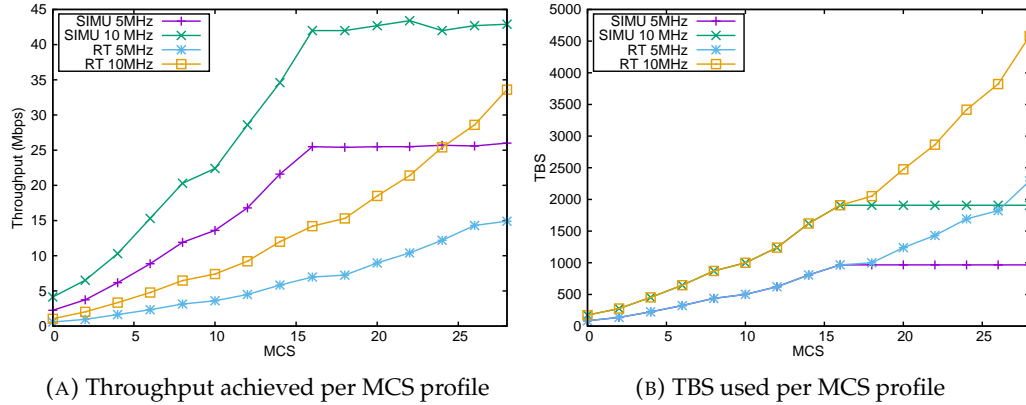 SIMU 5MHz
SIMU 10 MHz
RT 5MHz
RT 10MHz
45
40
35
30
25
20
15
10
5
0
Throughput (Mbps)
0 5 10 15 20 25
MCS
(A) Throughput achieved per MCS profile
SIMU 5MHz
SIMU 10 MHz
RT 5MHz
RT 10MHz
5000
4500
4000
3500
3000
2500
2000
1500
1000
500
0
TBS
0 5 10 15 20 25
MCS
(B) TBS used per MCS profile